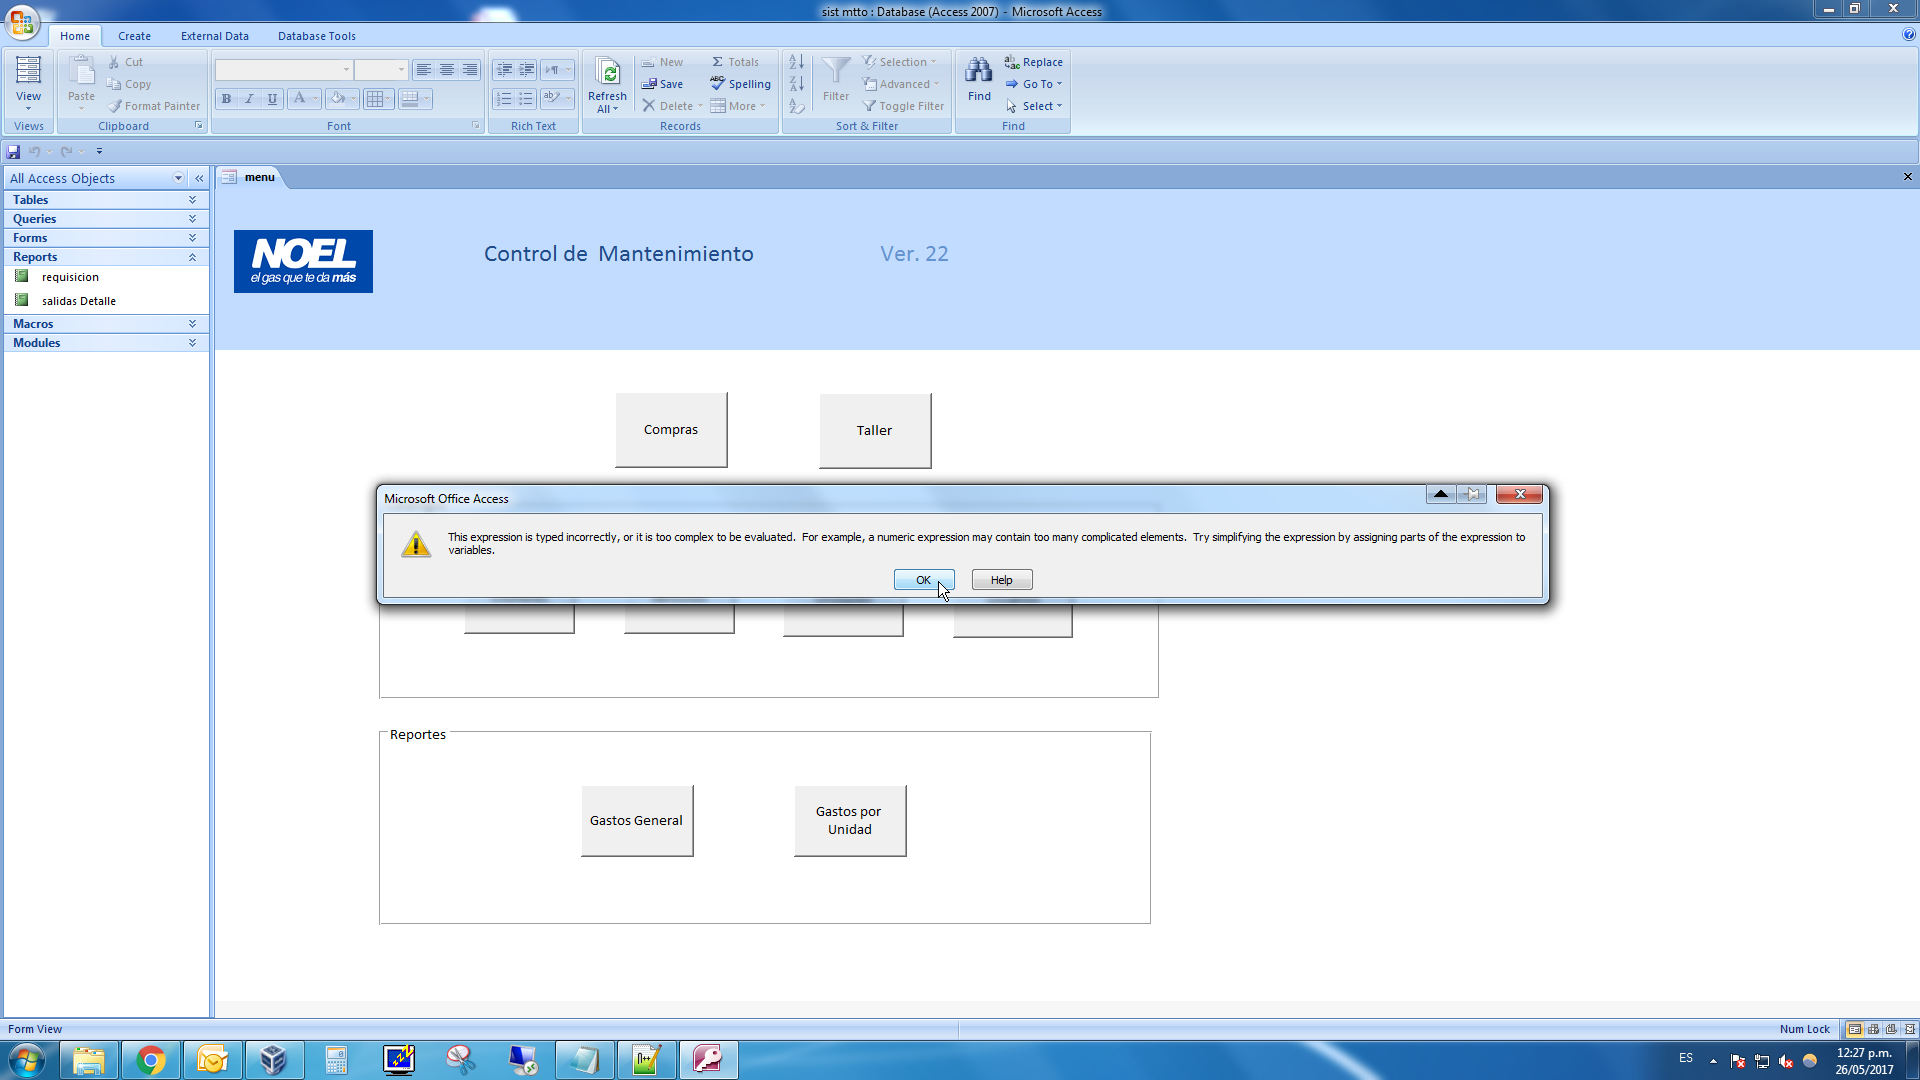 sist mtto : Database (Access 2007) - Microsoft Access
Home
Create
External Data
Database Tools
View
Views
Paste
Cut
Copy
Format Painter
Clipboard
B I U A
Font
Rich Text
Refresh
All
New
Save
Delete
Totals
Spelling
More
Records
Filter
Selection
Advanced
Toggle Filter
Sort & Filter
Find
Replace
Go To
Select
Find
All Access Objects
Tables
Queries
Forms
Reports
requisicion
salidas Detalle
Macros
Modules
menu
NOEL
el gas que te da más
Control de Mantenimiento
Ver. 22
Compras
Taller
Microsoft Office Access
This expression is typed incorrectly, or it is too complex to be evaluated. For example, a numeric expression may contain too many complicated elements. Try simplifying the expression by assigning parts of the expression to
variables.
OK
Help
Reportes
Gastos General
Gastos por
Unidad
Form View
Num Lock
ES
12:27 p.m.
26/05/2017